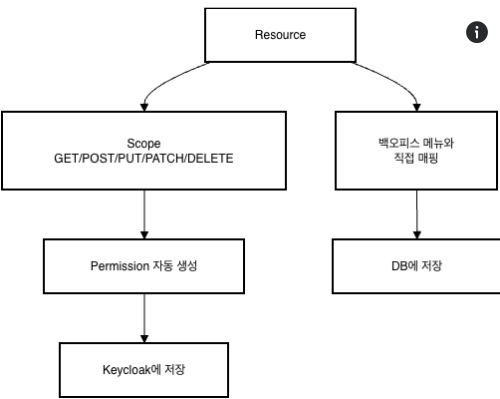 Resource
Scope
GET/POST/PUT/PATCH/DELETE
백오피스 메뉴와
직접 매핑
Permission 자동 생성
DB에 저장
Keycloak에 저장